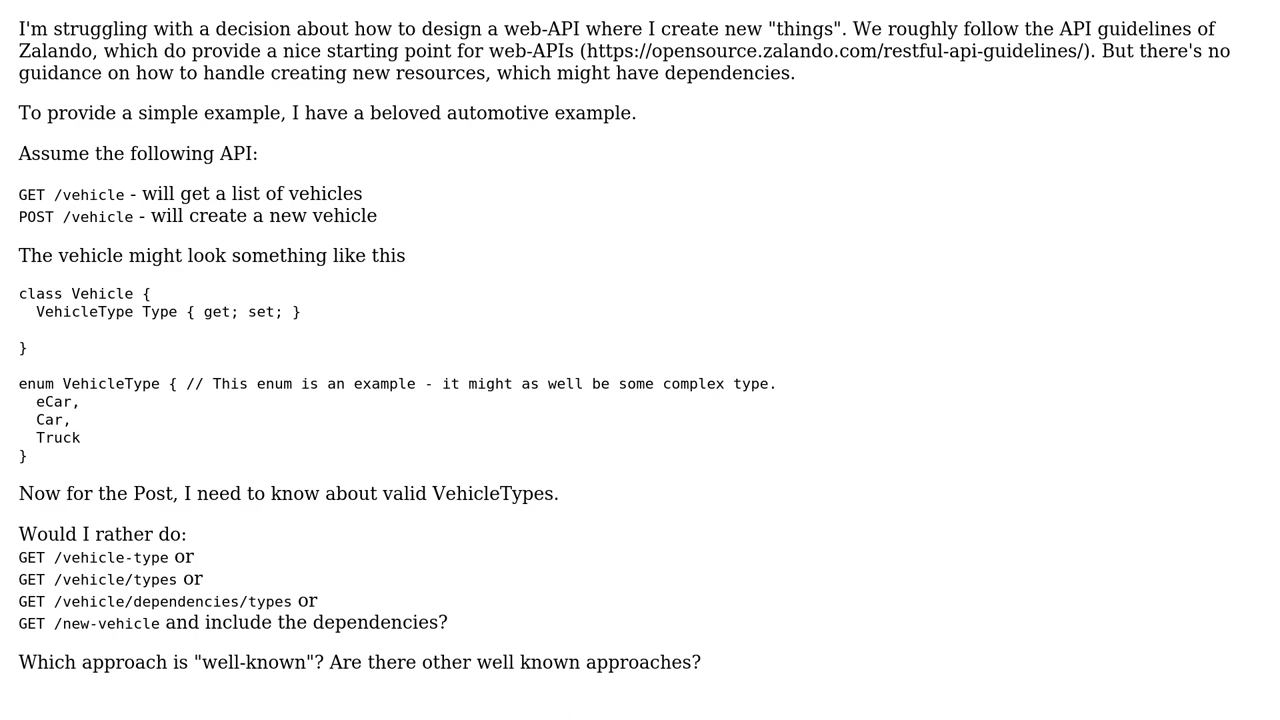 I'm struggling with a decision about how to design a web-API where I create new "things". We roughly follow the API guidelines of
Zalando, which do provide a nice starting point for web-APIs (https://opensource.zalando.com/restful-api-guidelines/). But there's no
guidance on how to handle creating new resources, which might have dependencies.
To provide a simple example, I have a beloved automotive example.
Assume the following API:
GET /vehicle - will get a list of vehicles
POST /vehicle - will create a new vehicle
The vehicle might look something like this
class Vehicle {
  VehicleType Type { get; set; }
}
enum VehicleType { // This enum is an example - it might as well be some complex type.
  eCar,
  Car,
  Truck
}
Now for the Post, I need to know about valid VehicleTypes.
Would I rather do:
GET /vehicle-type or
GET /vehicle/types or
GET /vehicle/dependencies/types or
GET /new-vehicle and include the dependencies?
Which approach is "well-known"? Are there other well known approaches?